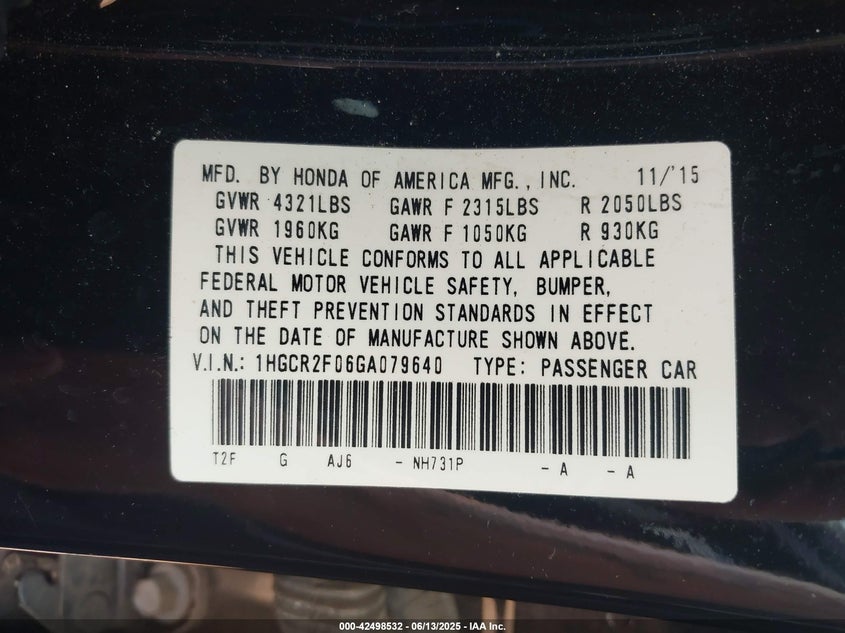 MFD. BY HONDA OF AMERICA MFG., INC. 11/'15
GVWR 4321LBS GAWR F 2315LBS R 2050LBS
GVWR 1960KG GAWR F 1050KG R 930KG
THIS VEHICLE CONFORMS TO ALL APPLICABLE
FEDERAL MOTOR VEHICLE SAFETY, BUMPER,
AND THEFT PREVENTION STANDARDS IN EFFECT
ON THE DATE OF MANUFACTURE SHOWN ABOVE.
V.I.N.: 1HGCR2F06GA079640 TYPE: PASSENGER CAR
T2F G AJ6 - NH731P - A - A
000-42498532 - 06/13/2025 - IAA Inc.